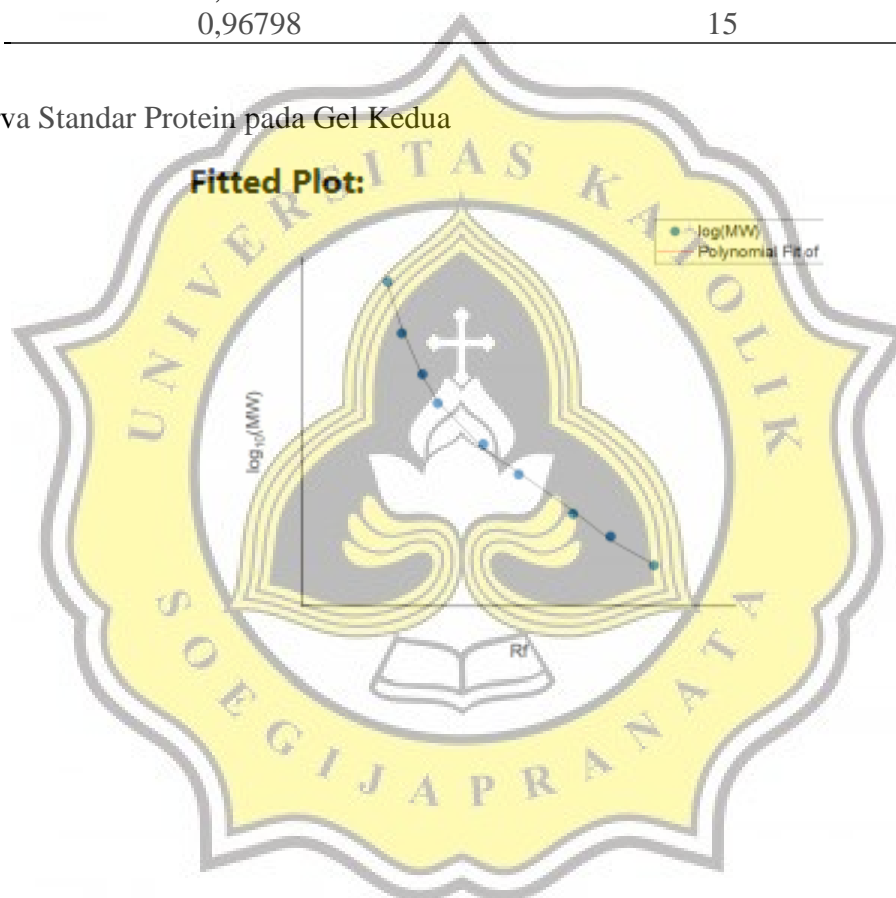 0,96798 15
va Standar Protein pada Gel Kedua
Fitted Plot:
log(MW)
Polynomial Fit of
log₁₀(MW)
Rf
UNIVERSITAS KATOLIK
SOEGIJAPRANATA